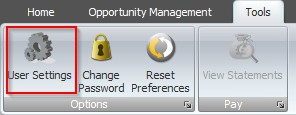 Home Opportunity Management Tools
User Settings Change Password Reset Preferences View Statements
Options Pay